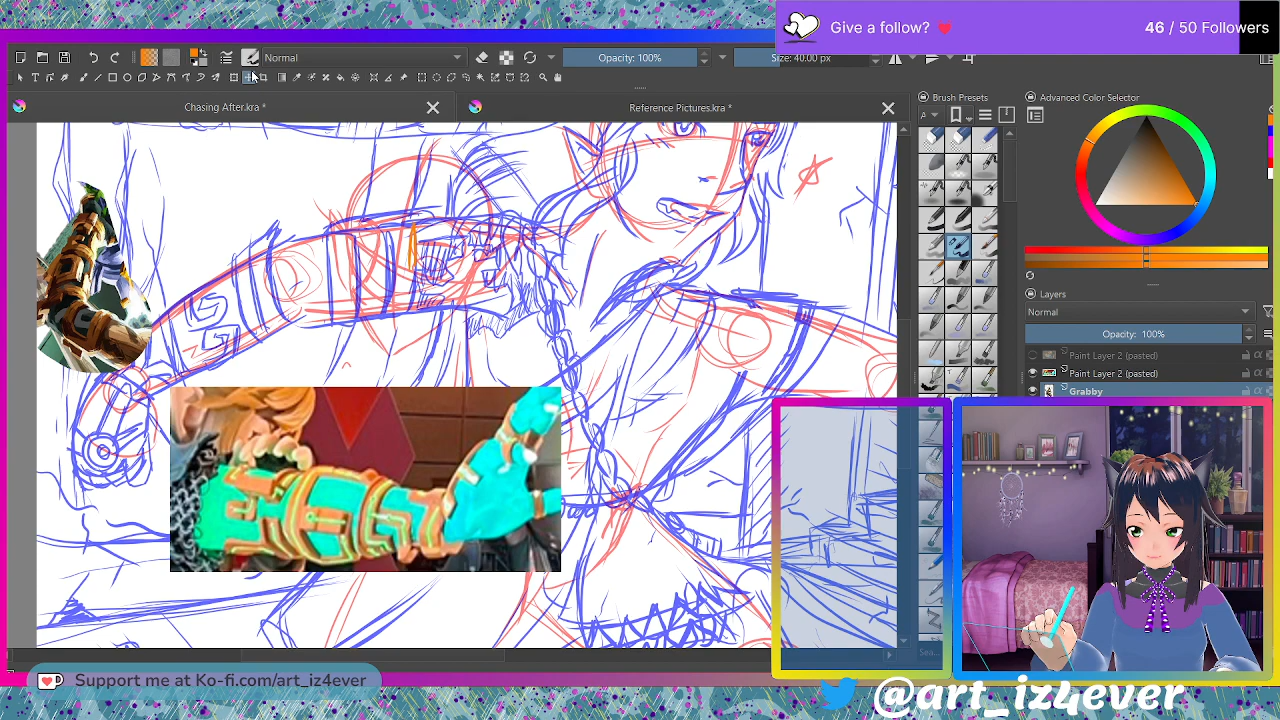 Give a follow?
46 / 50 Followers
Normal
Opacity: 100%
Size: 40.00 px
Chasing After.kra *
Reference Pictures.kra *
Brush Presets
Advanced Color Selector
A
Layers
Normal
Opacity: 100%
Paint Layer 2 (pasted)
Paint Layer 2 (pasted)
Grabby
Sea...
Support me at Ko-fi.com/art_iz4ever
@art_iz4ever